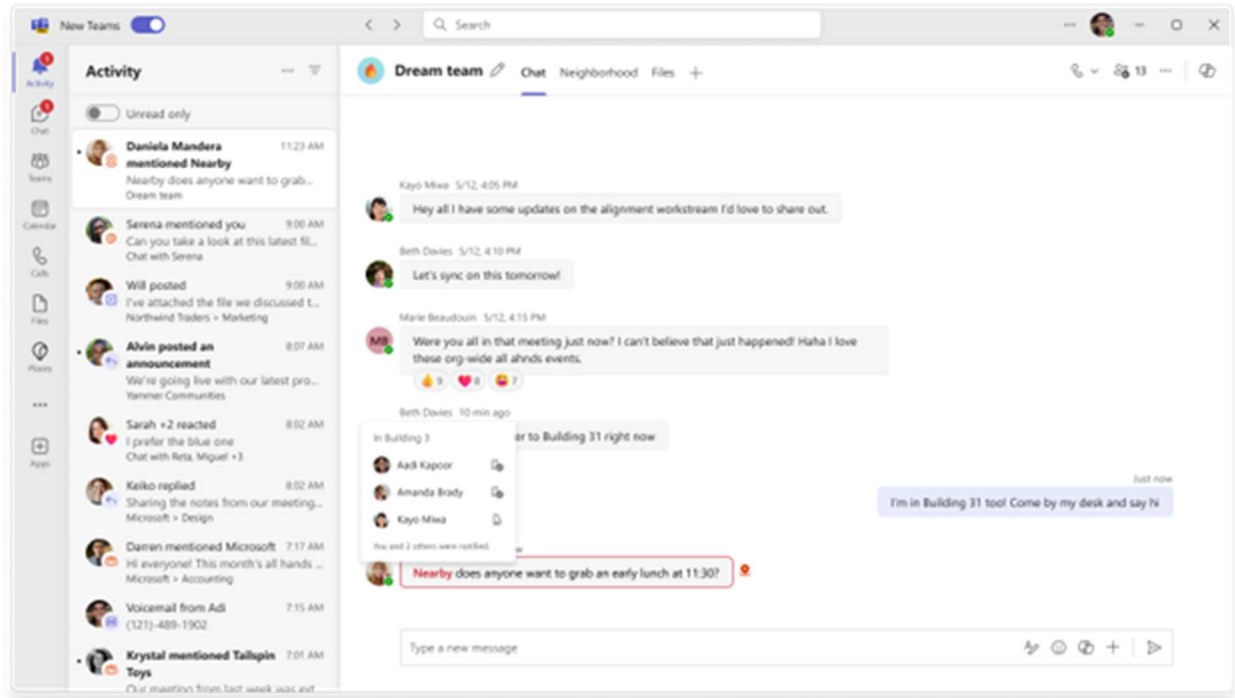 New Teams
Search
Activity
Chat
Teams
Calendar
Calls
Files
Places
Apps
Activity
Unread only
Daniela Mandera 11:23 AM
mentioned Nearby
Nearby does anyone want to grab...
Dream team
Serena mentioned you 9:00 AM
Can you take a look at this latest fil...
Chat with Serena
Will posted 9:00 AM
I've attached the file we discussed t...
Northwind Traders > Marketing
Alvin posted an 8:07 AM
announcement
We're going live with our latest pro...
Yammer Communities
Sarah +2 reacted 8:02 AM
I prefer the blue one
Chat with Reta, Miguel +3
Keiko replied 8:02 AM
Sharing the notes from our meeting...
Microsoft > Design
Darren mentioned Microsoft 7:17 AM
Hi everyone! This month's all hands ...
Microsoft > Accounting
Voicemail from Adi 7:15 AM
(121)-489-1902
Krystal mentioned Tailspin 7:01 AM
Toys
Our meeting from last week was ext...
Dream team Chat Neighborhood Files 13
Kayo Miwa 5/12, 4:05 PM
Hey all I have some updates on the alignment workstream I'd love to share out.
Beth Davies 5/12, 4:10 PM
Let's sync on this tomorrow!
Marie Beaudouin 5/12, 4:15 PM
MB
Were you all in that meeting just now? I can't believe that just happened! Haha I love
these org-wide all ahnds events.
9 8 7
Beth Davies 10 min ago
er to Building 31 right now
In Building 3
Aadi Kapoor
Amanda Brady
Kayo Miwa
You and 2 others were notified.
Just now
I'm in Building 31 too! Come by my desk and say hi
w
Nearby does anyone want to grab an early lunch at 11:30?
Type a new message